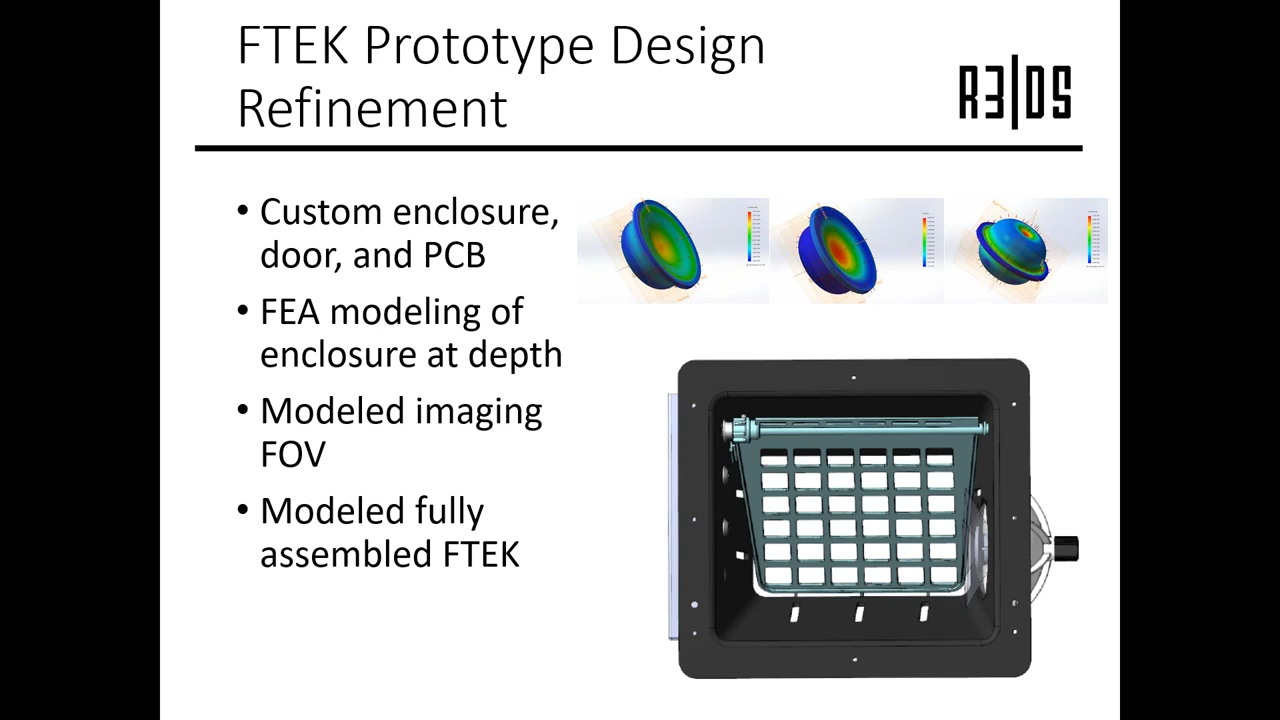 FTEK Prototype Design
Refinement
R3|DS
• Custom enclosure,
door, and PCB
• FEA modeling of
enclosure at depth
• Modeled imaging
FOV
• Modeled fully
assembled FTEK